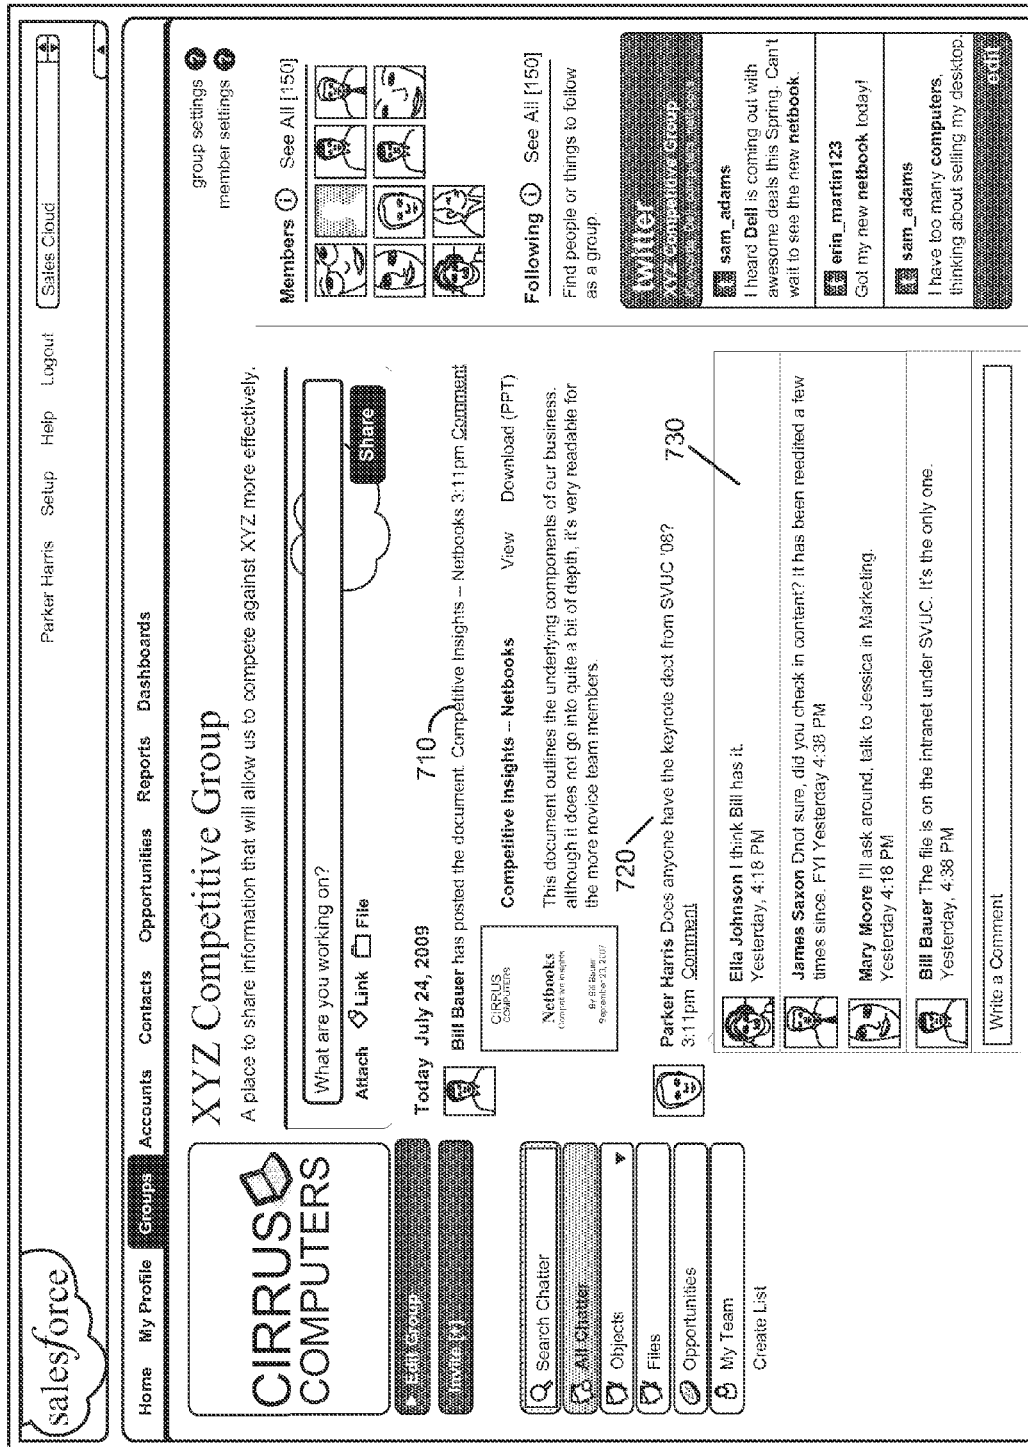 salesforce
Parker Harris Setup Help Logout Sales Cloud
Home My Profile Groups Accounts Contacts Opportunities Reports Dashboards
CIRRUS
COMPUTERS
Edit Group
Invite (+)
Search Chatter
All Chatter
Objects
Files
Opportunities
My Team
Create List
XYZ Competitive Group
A place to share information that will allow us to compete against XYZ more effectively.
What are you working on?
Attach Link File
Share
Today July 24, 2009
710
Bill Bauer has posted the document. Competitive Insights – Netbooks 3:11pm Comment
CIRRUS
COMPUTERS
Netbooks
Competitive Insights
By Bill Bauer
September 23, 2007
Competitive Insights – Netbooks View Download (PPT)
This document outlines the underlying components of our business.
although it does not go into quite a bit of depth, it's very readable for
the more novice team members.
720
Parker Harris Does anyone have the keynote dect from SVUC '08?
3:11pm Comment
730
Ella Johnson I think Bill has it.
Yesterday, 4:18 PM
James Saxon Dnot sure, did you check in content? It has been reedited a few
times since. FYI Yesterday 4:38 PM
Mary Moore I'll ask around, talk to Jessica in Marketing.
Yesterday 4:18 PM
Bill Bauer The file is on the intranet under SVUC. It's the only one.
Yesterday, 4:38 PM
Write a Comment
group settings ?
member settings ?
Members i See All [150]
Following i See All [150]
Find people or things to follow
as a group.
twitter
XYZ Competitive Group
t sam_adams
I heard Dell is coming out with
awesome deals this Spring. Can't
wait to see the new netbook.
t erin_martin123
Got my new netbook today!
t sam_adams
I have too many computers,
thinking about selling my desktop.
edit